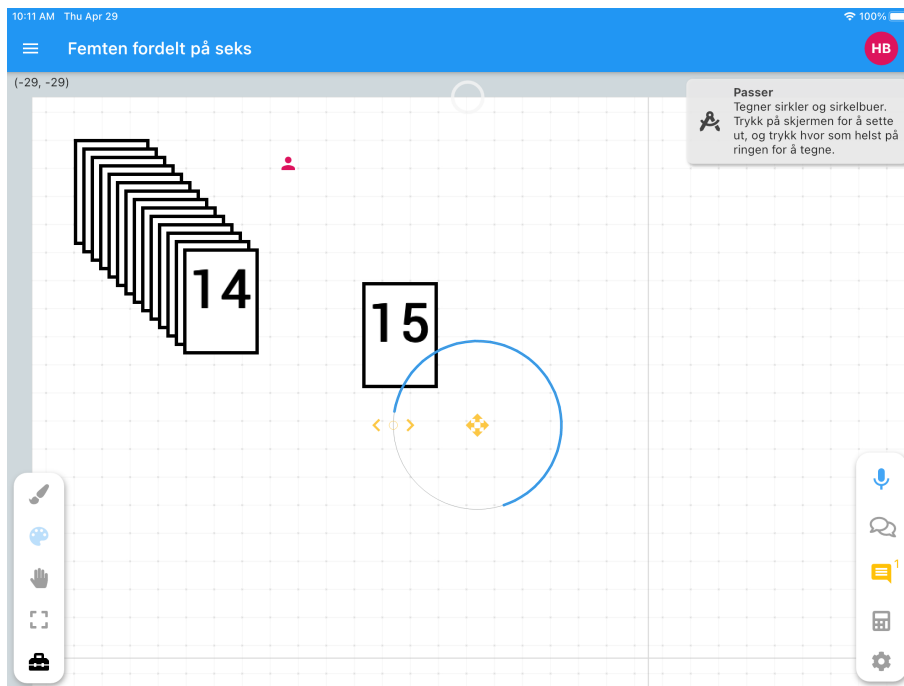 10:11 AM Thu Apr 29
100%
Femten fordelt på seks
HB
(-29, -29)
Passer
Tegner sirkler og sirkelbuer.
Trykk på skjermen for å sette
ut, og trykk hvor som helst på
ringen for å tegne.
14
15
1